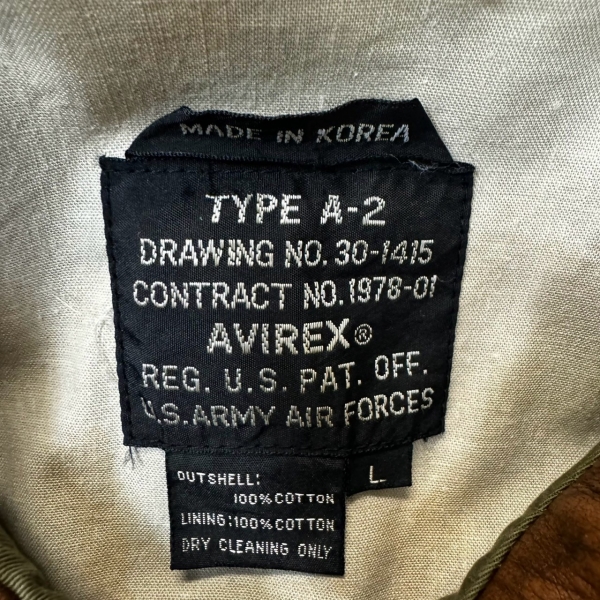 MADE IN KOREA
TYPE A-2
DRAWING NO. 30-1415
CONTRACT NO.1978-01
AVIREX®
REG. U.S. PAT. OFF.
U.S. ARMY AIR FORCES
L
OUTSHELL:
100% COTTON
LINING:100% COTTON
DRY CLEANING ONLY